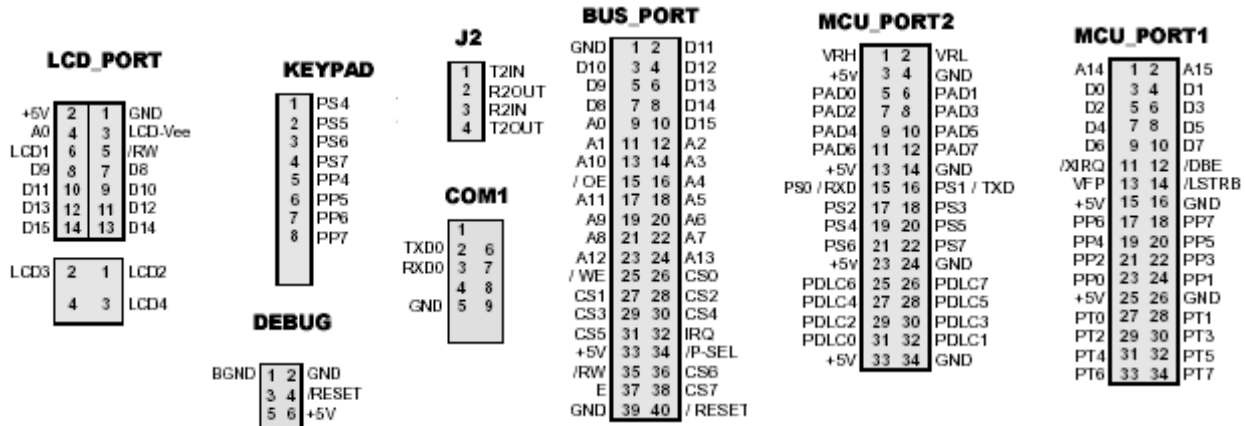 LCD_PORT
+5V 2 1 GND
A0 4 3 LCD-Vee
LCD1 6 5 /RW
D9 8 7 D8
D11 10 9 D10
D13 12 11 D12
D15 14 13 D14
LCD3 2 1 LCD2
4 3 LCD4
KEYPAD
1 PS4
2 PS5
3 PS6
4 PS7
5 PP4
6 PP5
7 PP6
8 PP7
DEBUG
BGND 1 2 GND
3 4 /RESET
5 6 +5V
J2
1 T2IN
2 R2OUT
3 R2IN
4 T2OUT
COM1
1
TXD0 2 6
RXD0 3 7
4 8
GND 5 9
BUS_PORT
GND 1 2 D11
D10 3 4 D12
D9 5 6 D13
D8 7 8 D14
A0 9 10 D15
A1 11 12 A2
A10 13 14 A3
/ OE 15 16 A4
A11 17 18 A5
A9 19 20 A6
A8 21 22 A7
A12 23 24 A13
/ WE 25 26 CS0
CS1 27 28 CS2
CS3 29 30 CS4
CS5 31 32 IRQ
+5V 33 34 /P-SEL
/RW 35 36 CS6
E 37 38 CS7
GND 39 40 / RESET
MCU_PORT2
VRH 1 2 VRL
+5v 3 4 GND
PAD0 5 6 PAD1
PAD2 7 8 PAD3
PAD4 9 10 PAD5
PAD6 11 12 PAD7
+5V 13 14 GND
PS0 / RXD 15 16 PS1 / TXD
PS2 17 18 PS3
PS4 19 20 PS5
PS6 21 22 PS7
+5v 23 24 GND
PDLC6 25 26 PDLC7
PDLC4 27 28 PDLC5
PDLC2 29 30 PDLC3
PDLC0 31 32 PDLC1
+5V 33 34 GND
MCU_PORT1
A14 1 2 A15
D0 3 4 D1
D2 5 6 D3
D4 7 8 D5
D6 9 10 D7
/XIRQ 11 12 /DBE
VFP 13 14 /LSTRB
+5V 15 16 GND
PP6 17 18 PP7
PP4 19 20 PP5
PP2 21 22 PP3
PP0 23 24 PP1
+5V 25 26 GND
PT0 27 28 PT1
PT2 29 30 PT3
PT4 31 32 PT5
PT6 33 34 PT7